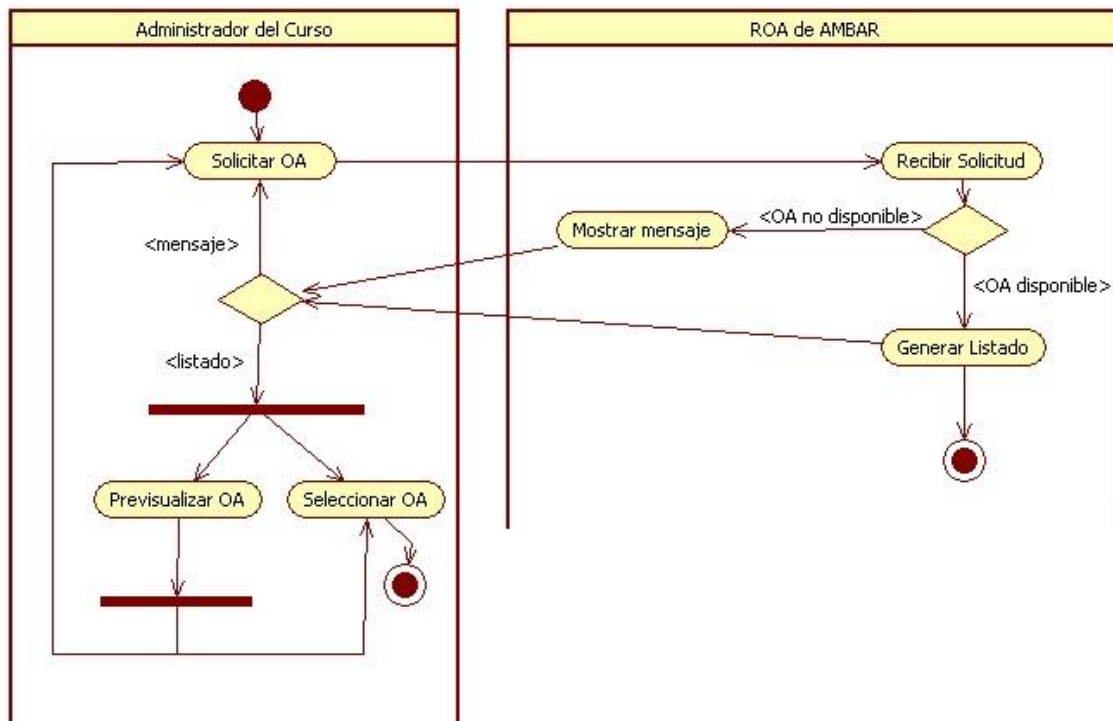 Administrador del Curso
ROA de AMBAR
Solicitar OA
Recibir Solicitud
<OA no disponible>
Mostrar mensaje
<mensaje>
<OA disponible>
Generar Listado
<listado>
Previsualizar OA
Seleccionar OA